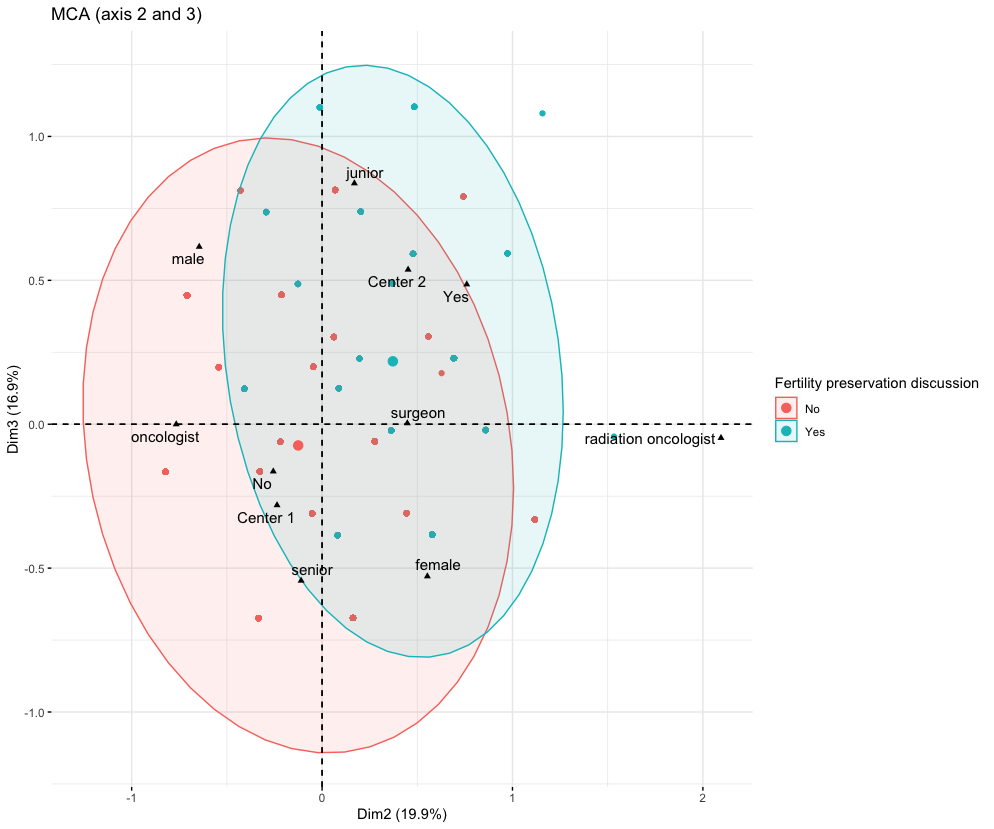 MCA (axis 2 and 3)
junior
male
Center 2
Yes
surgeon
oncologist
radiation oncologist
No
Center 1
senior
female
1.0
0.5
0.0
-0.5
-1.0
-1
0
1
2
Dim2 (19.9%)
Dim3 (16.9%)
Fertility preservation discussion
No
Yes